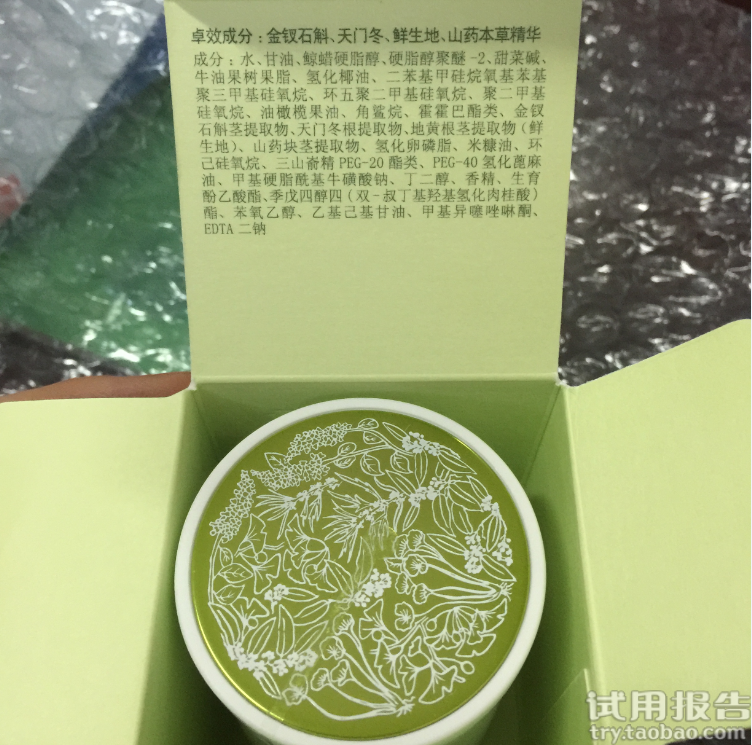 卓效成分：金钗石斛、天门冬、鲜生地、山药本草精华
成分：水、甘油、鲸蜡硬脂醇、硬脂醇聚醚-2、甜菜碱、
牛油果树果脂、氢化椰油、二苯基甲硅烷氧基苯基
聚三甲基硅氧烷、环五聚二甲基硅氧烷、聚二甲基
硅氧烷、油橄榄果油、角鲨烷、霍霍巴酯类、金钗
石斛茎提取物、天门冬根提取物、地黄根茎提取物（鲜
生地）、山药块茎提取物、氢化卵磷脂、米糠油、环
己硅氧烷、三山嵛精PEG-20酯类、PEG-40氢化蓖麻
油、甲基硬脂酰基牛磺酸钠、丁二醇、香精、生育
酚乙酸酯、季戊四醇四（双-叔丁基羟基氢化肉桂酸）
酯、苯氧乙醇、乙基己基甘油、甲基异噻唑啉酮、
EDTA二钠
试用报告
try.taobao.com